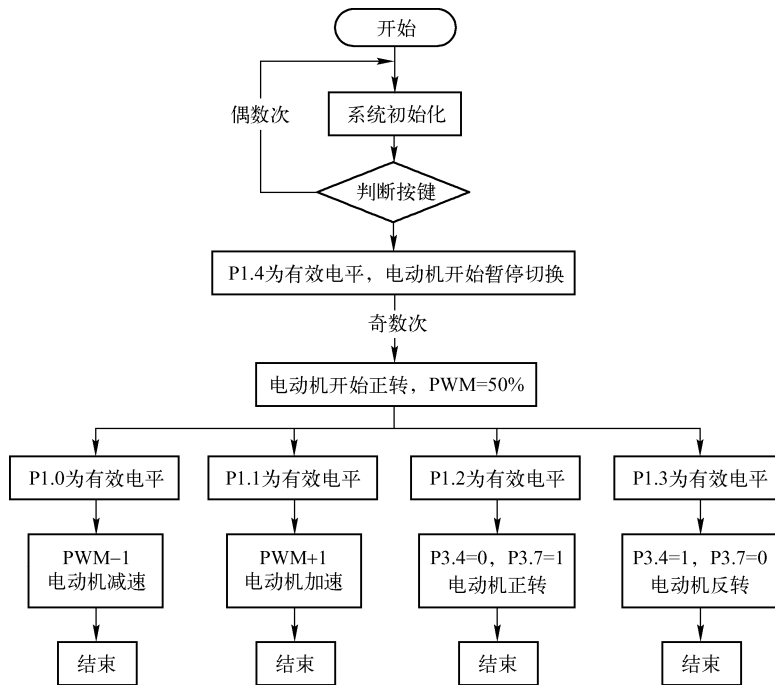 开始
偶数次
系统初始化
判断按键
P1.4为有效电平，电动机开始暂停切换
奇数次
电动机开始正转，PWM=50%
P1.0为有效电平
P1.1为有效电平
P1.2为有效电平
P1.3为有效电平
PWM−1
电动机减速
PWM+1
电动机加速
P3.4=0，P3.7=1
电动机正转
P3.4=1，P3.7=0
电动机反转
结束
结束
结束
结束